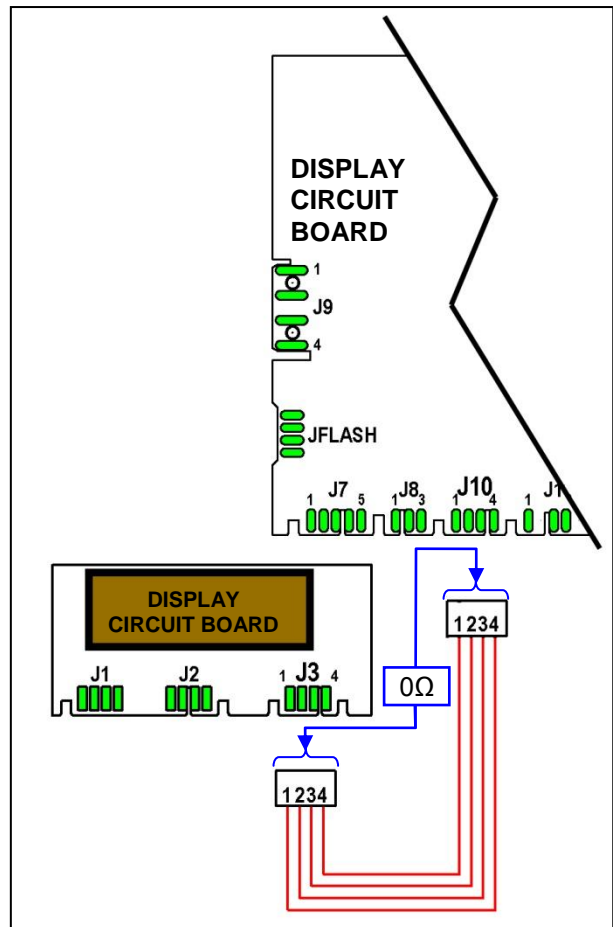 DISPLAY
CIRCUIT
BOARD
1
J9
4
JFLASH
J7 J8 J10 J1
1 5 1 3 1 4 1
DISPLAY
CIRCUIT BOARD
J1 J2 J3
1 4
1234
0Ω
1234